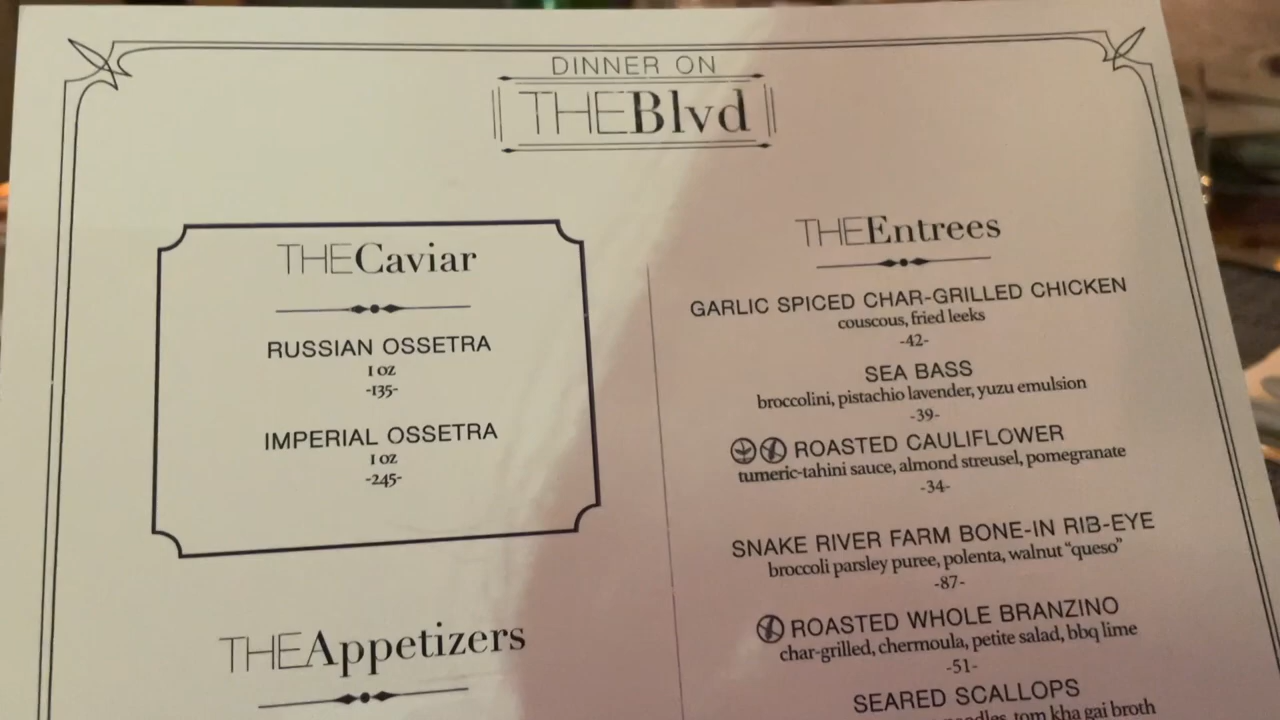 DINNER ON
THEBlvd
THECaviar
RUSSIAN OSSETRA
1 OZ
-135-
IMPERIAL OSSETRA
1 OZ
-245-
THEAppetizers
THEEntrees
GARLIC SPICED CHAR-GRILLED CHICKEN
couscous, fried leeks
-42-
SEA BASS
broccolini, pistachio lavender, yuzu emulsion
-39-
ROASTED CAULIFLOWER
tumeric-tahini sauce, almond streusel, pomegranate
-34-
SNAKE RIVER FARM BONE-IN RIB-EYE
broccoli parsley puree, polenta, walnut “queso”
-87-
ROASTED WHOLE BRANZINO
char-grilled, chermoula, petite salad, bbq lime
-51-
SEARED SCALLOPS
tom kha gai broth